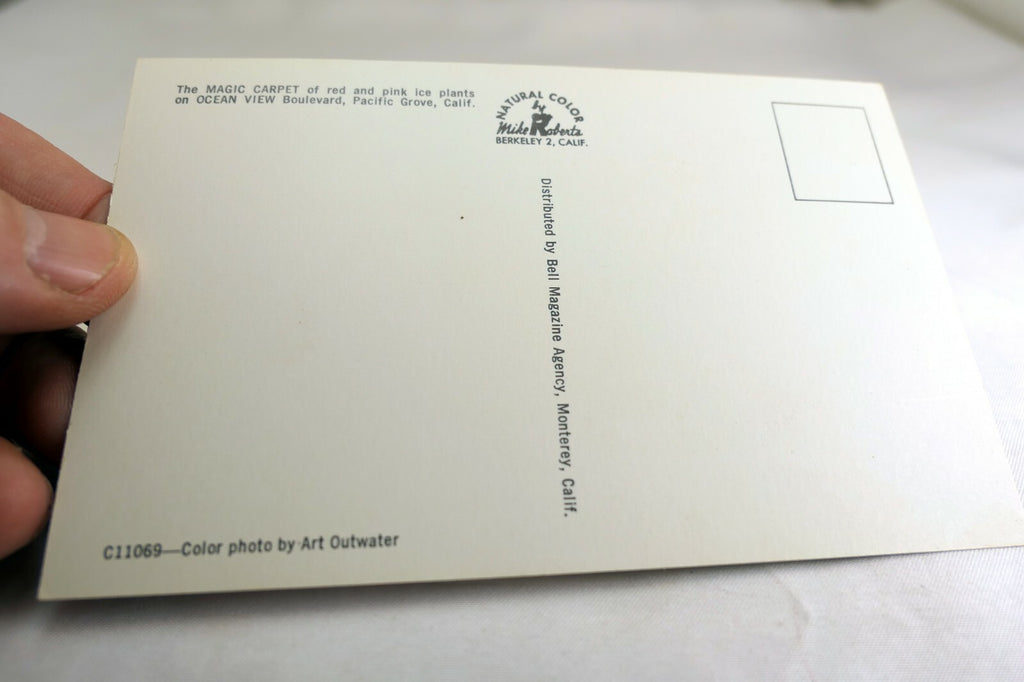 The MAGIC CARPET of red and pink ice plants
on OCEAN VIEW Boulevard, Pacific Grove, Calif.
NATURAL COLOR
by
Mike Roberts
BERKELEY 2, CALIF.
Distributed by Bell Magazine Agency, Monterey, Calif.
C11069—Color photo by Art Outwater